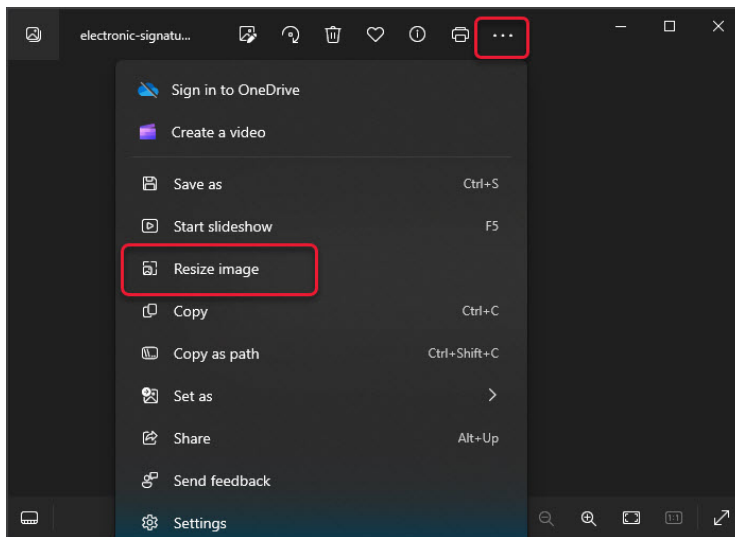 electronic-signatu...
Sign in to OneDrive
Create a video
Save as Ctrl+S
Start slideshow F5
Resize image
Copy Ctrl+C
Copy as path Ctrl+Shift+C
Set as
Share Alt+Up
Send feedback
Settings
1:1